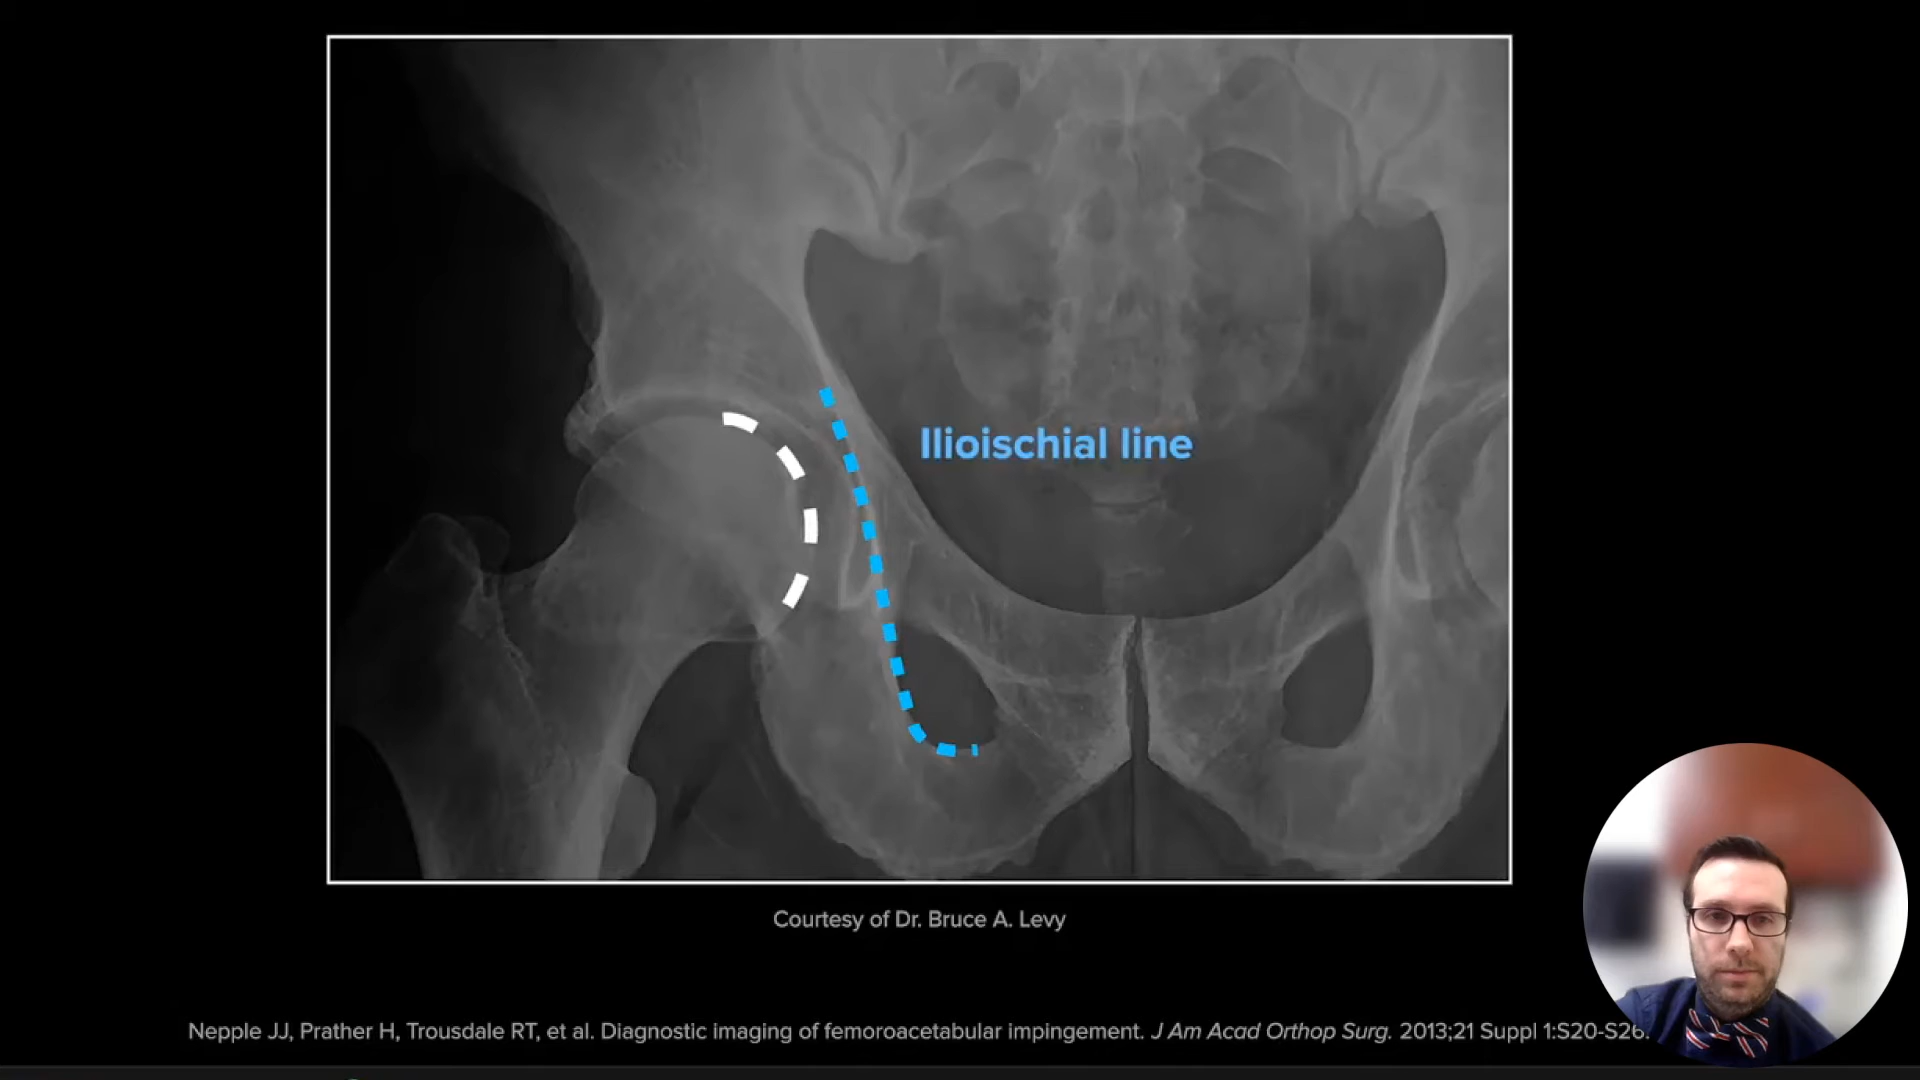 Ilioischial line
Courtesy of Dr. Bruce A. Levy
Nepple JJ, Prather H, Trousdale RT, et al. Diagnostic imaging of femoroacetabular impingement. J Am Acad Orthop Surg. 2013;21 Suppl 1:S20-S26.